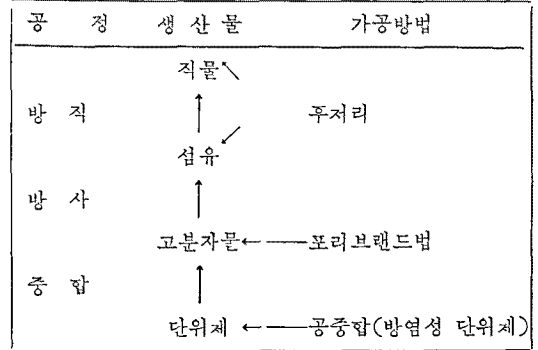 공 정 생 산 물 가공방법
직물
방 직 후처리
섬유
방 사
고분자물 ← 포리브랜드법
중 합
단위체 ← 공중합(방염성 단위체)